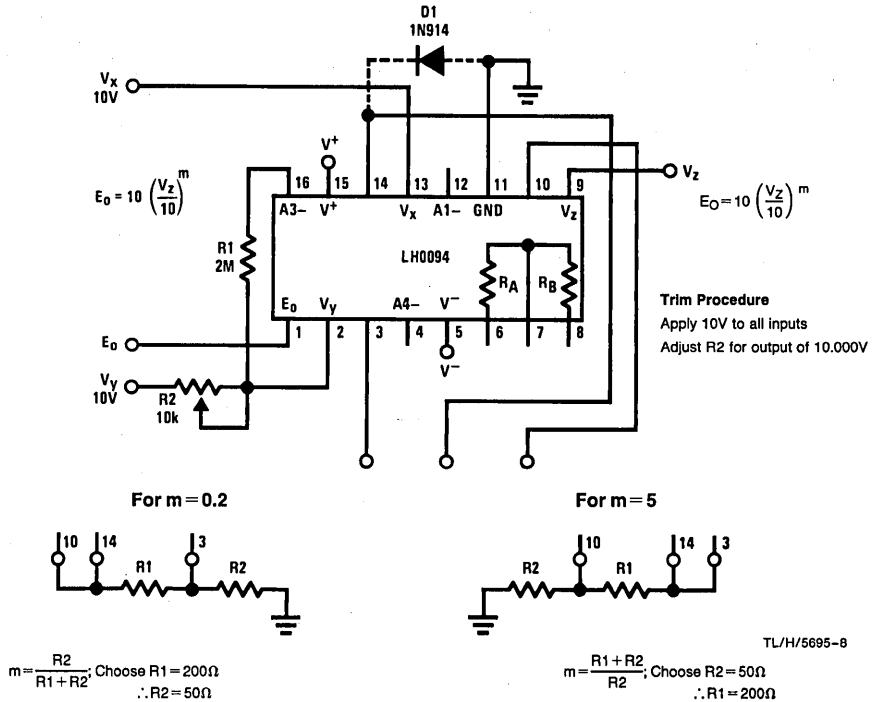 D1
1N914
Vx
10V
V+
16 15 14 13 12 11 10 9
Vz
E0 = 10 (Vz/10)^m
A3− V+ Vx A1− GND Vz
EO = 10 (VZ/10)^m
R1
2M
LH0094
RA RB
E0 Vy A4− V−
Trim Procedure
Apply 10V to all inputs
Adjust R2 for output of 10.000V
1 2 3 4 5 6 7 8
E0
V−
Vy
10V
R2
10k
For m = 0.2
For m = 5
10 14 3
R1 R2
10 14 3
R2 R1
TL/H/5695-8
m = R2/(R1 + R2); Choose R1 = 200Ω
∴ R2 = 50Ω
m = (R1 + R2)/R2; Choose R2 = 50Ω
∴ R1 = 200Ω